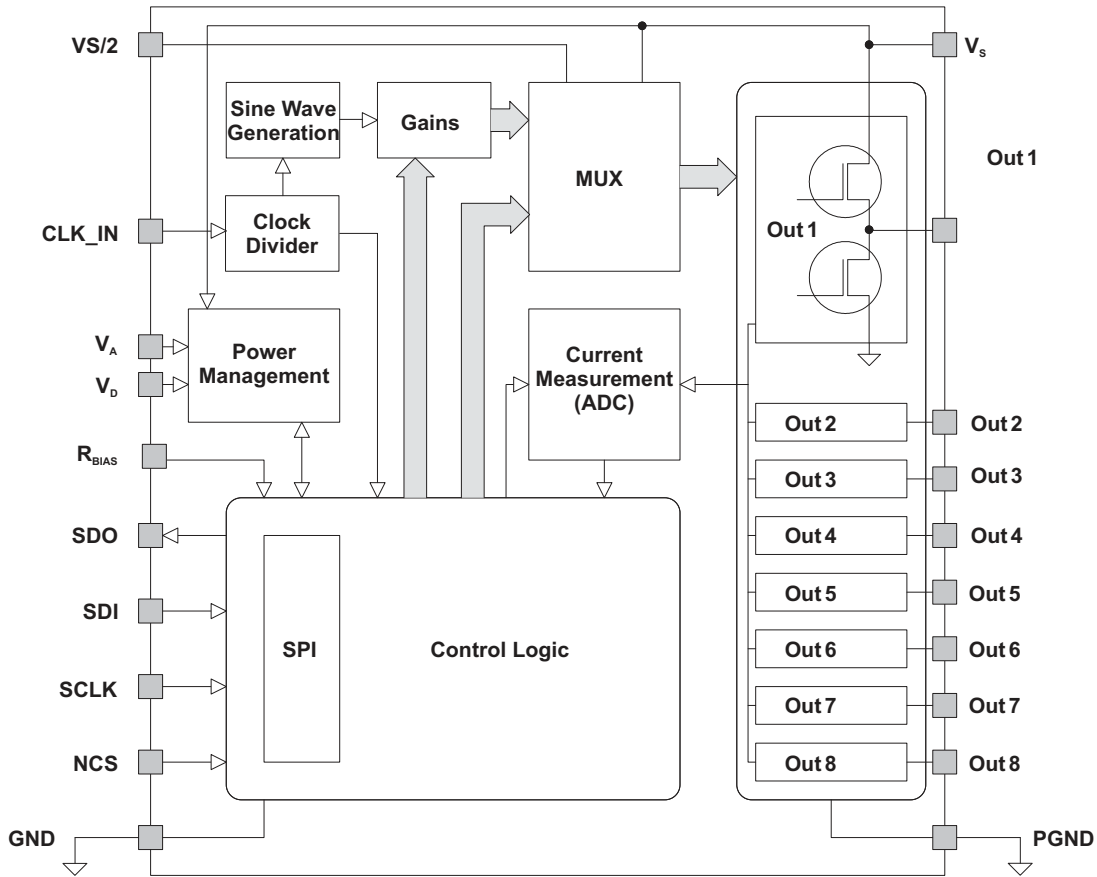 VS/2
Vs
Sine Wave
Generation
Gains
MUX
Out 1
Out 1
CLK_IN
Clock
Divider
VA
VD
Power
Management
Current
Measurement
(ADC)
RBIAS
Out 2
Out 2
Out 3
Out 3
SDO
Out 4
Out 4
SDI
Out 5
Out 5
SPI
Control Logic
Out 6
Out 6
SCLK
Out 7
Out 7
NCS
Out 8
Out 8
GND
PGND